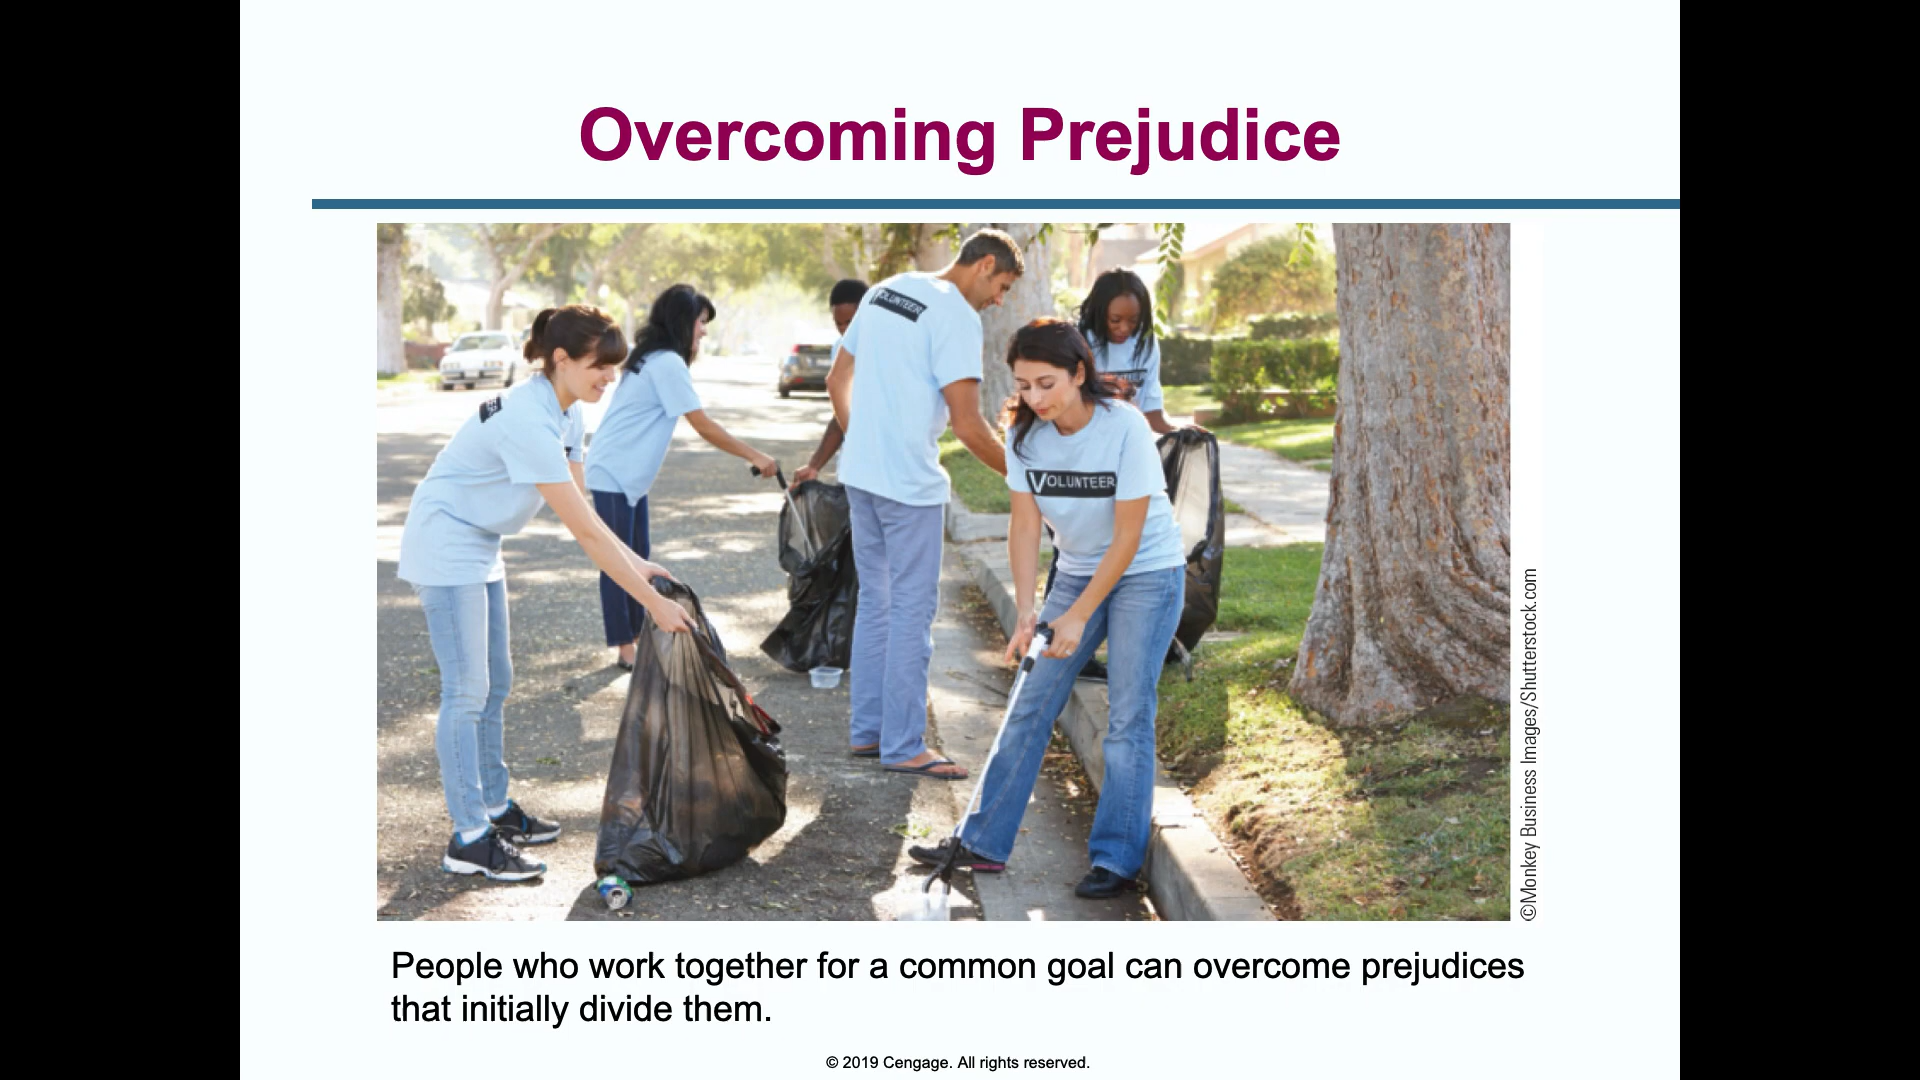 Overcoming Prejudice
VOLUNTEER
VOLUNTEER
©Monkey Business Images/Shutterstock.com
People who work together for a common goal can overcome prejudices
that initially divide them.
© 2019 Cengage. All rights reserved.